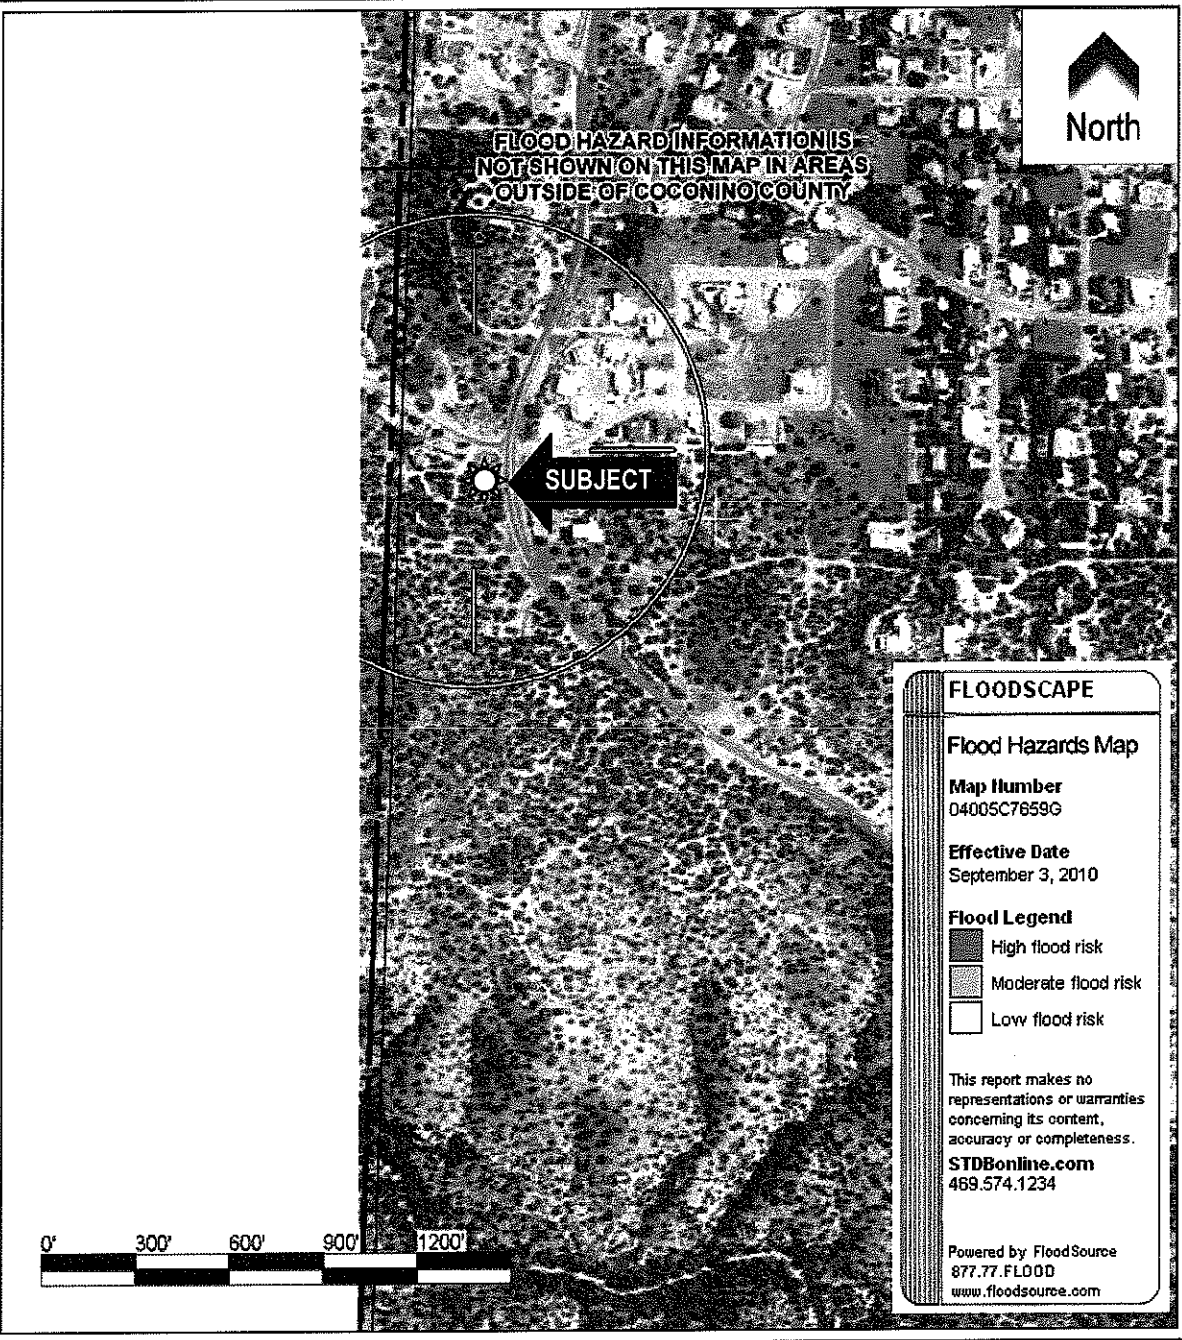 North
FLOOD HAZARD INFORMATION IS
NOT SHOWN ON THIS MAP IN AREAS
OUTSIDE OF COCONINO COUNTY
SUBJECT
FLOODSCAPE
Flood Hazards Map
Map Number
04005C7659G
Effective Date
September 3, 2010
Flood Legend
High flood risk
Moderate flood risk
Low flood risk
This report makes no
representations or warranties
concerning its content,
accuracy or completeness.
STDBonline.com
469.574.1234
Powered by FloodSource
877.77.FLOOD
www.floodsource.com
0' 300' 600' 900' 1200'